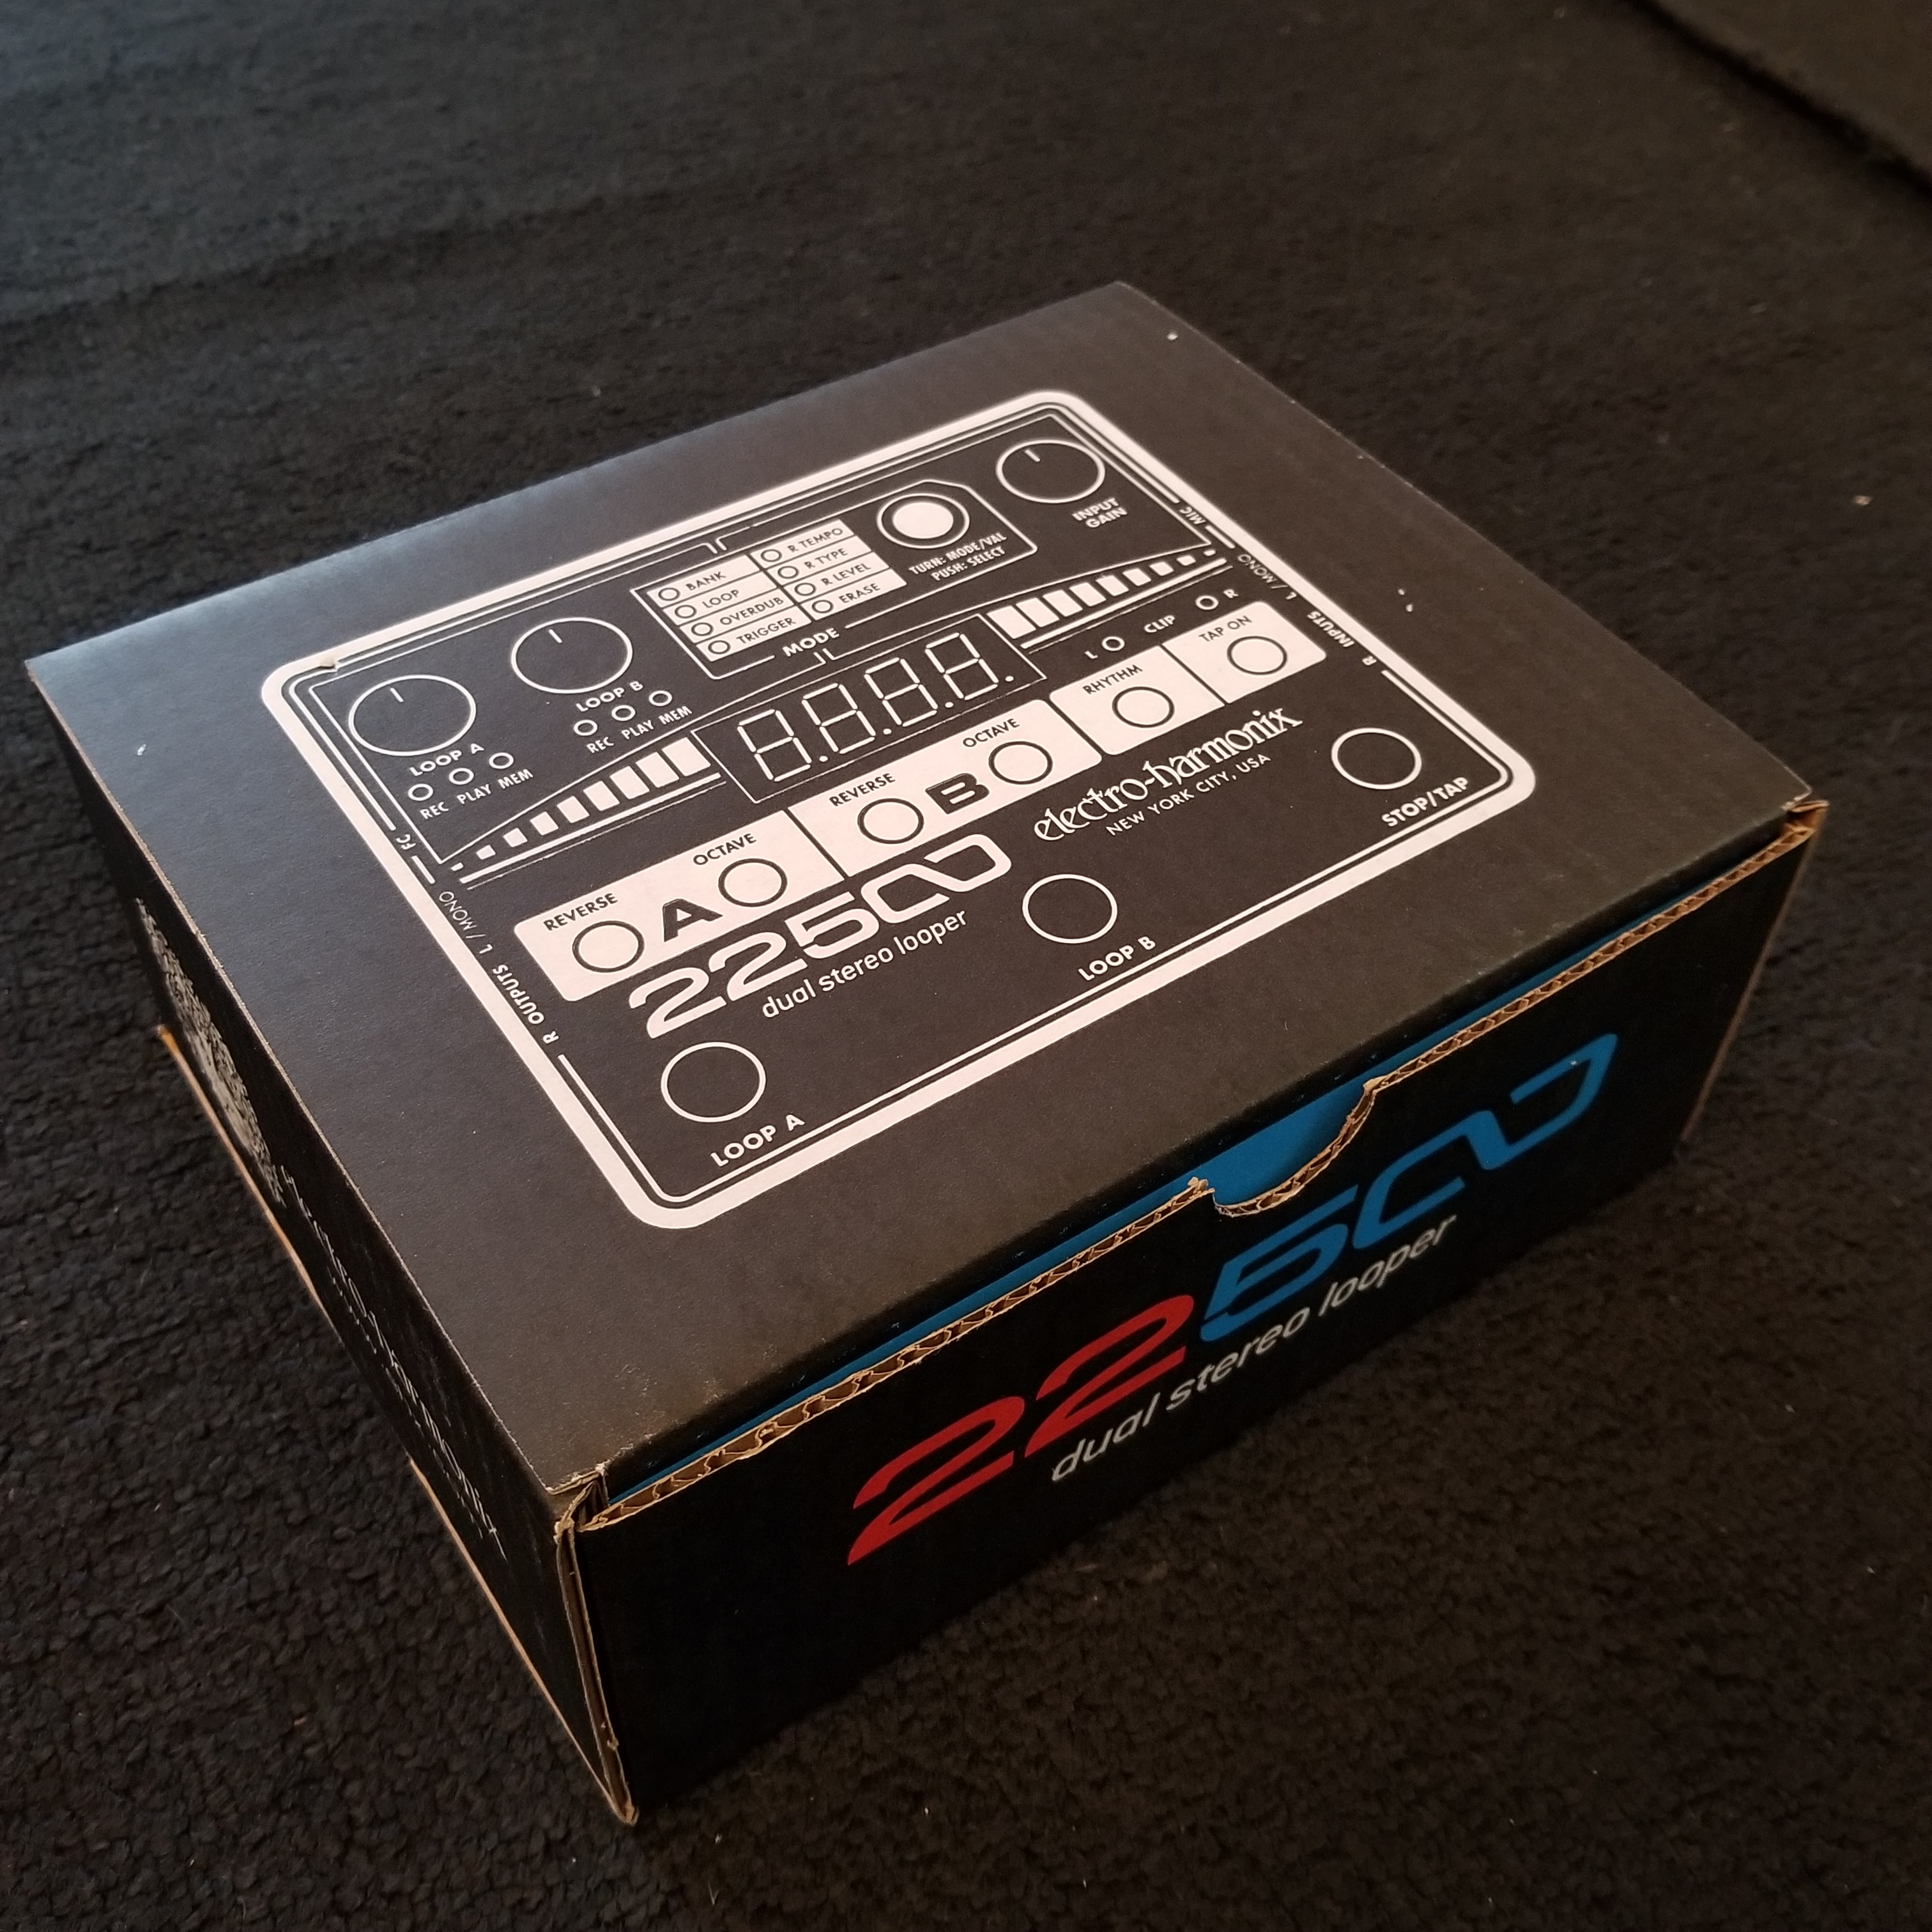 INPUT
GAIN
MIC
R TEMPO
R TYPE
R LEVEL
ERASE
BANK
LOOP
OVERDUB
TRIGGER
MODE
TURN: MODE/VAL
PUSH: SELECT
LOOP B
REC PLAY MEM
LOOP A
REC PLAY MEM
FC
8.8.8.8.
L CLIP R
R INPUTS L / MONO
RHYTHM
TAP ON
REVERSE B OCTAVE
REVERSE A OCTAVE
R OUTPUTS L / MONO
22500
dual stereo looper
electro-harmonix
NEW YORK CITY, USA
STOP/TAP
LOOP B
LOOP A
22500
dual stereo looper